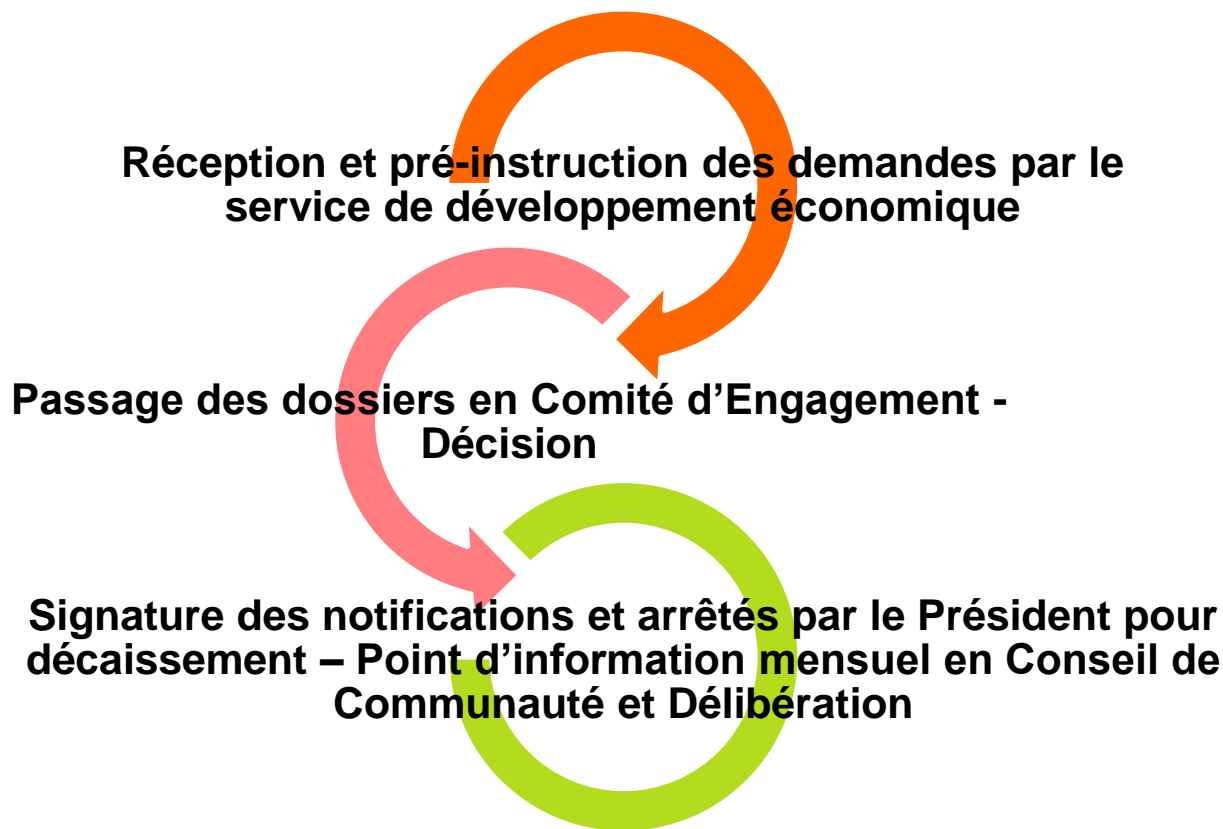 Réception et pré-instruction des demandes par le
service de développement économique
Passage des dossiers en Comité d’Engagement -
Décision
Signature des notifications et arrêtés par le Président pour
décaissement – Point d’information mensuel en Conseil de
Communauté et Délibération